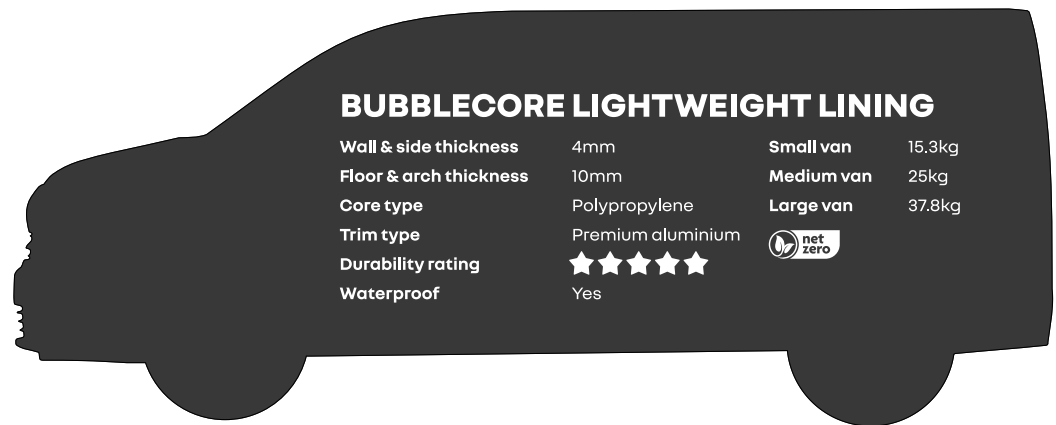 BUBBLECORE LIGHTWEIGHT LINING
Wall & side thickness 4mm
Floor & arch thickness 10mm
Core type Polypropylene
Trim type Premium aluminium
Durability rating
Waterproof Yes
Small van 15.3kg
Medium van 25kg
Large van 37.8kg
net
zero